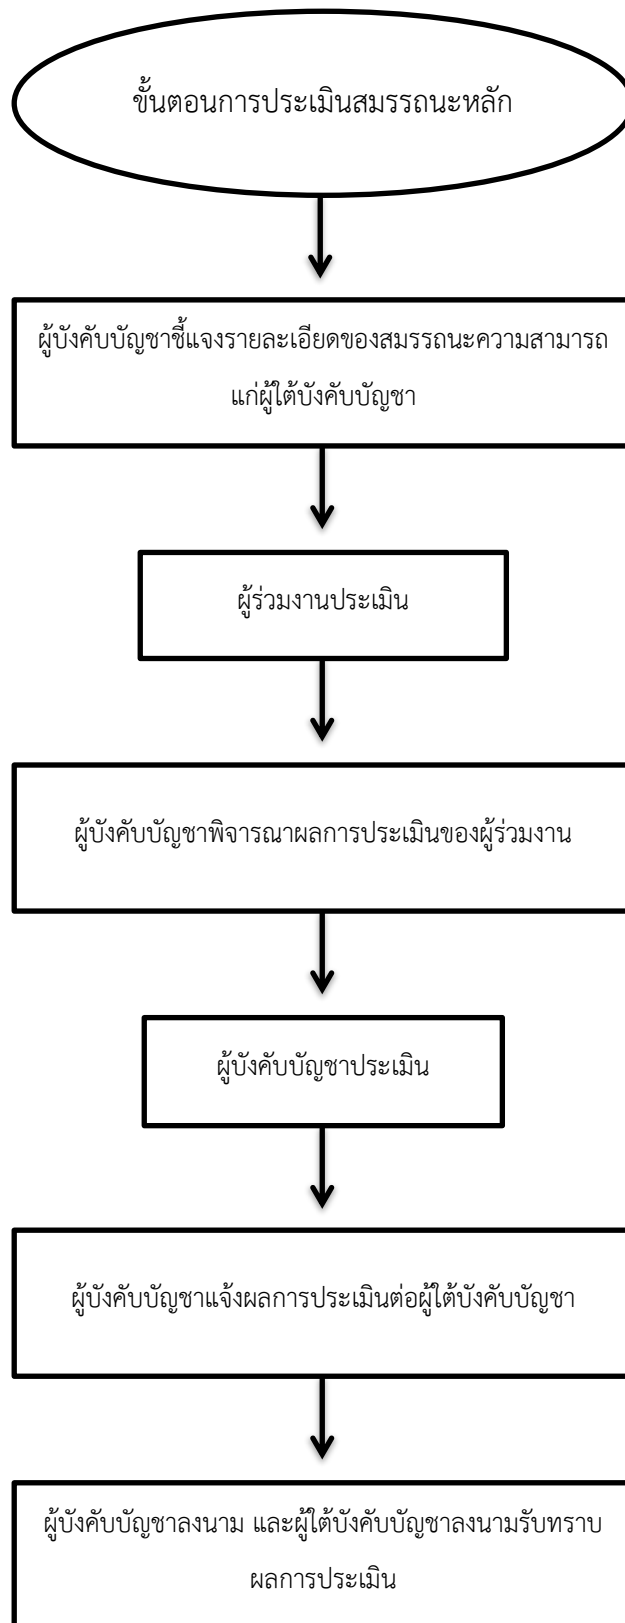 ขั้นตอนการประเมินสมรรถนะหลัก
ผู้บังคับบัญชาชี้แจงรายละเอียดของสมรรถนะความสามารถ
แก่ผู้ใต้บังคับบัญชา
ผู้ร่วมงานประเมิน
ผู้บังคับบัญชาพิจารณาผลการประเมินของผู้ร่วมงาน
ผู้บังคับบัญชาประเมิน
ผู้บังคับบัญชาแจ้งผลการประเมินต่อผู้ใต้บังคับบัญชา
ผู้บังคับบัญชาลงนาม และผู้ใต้บังคับบัญชาลงนามรับทราบ
ผลการประเมิน